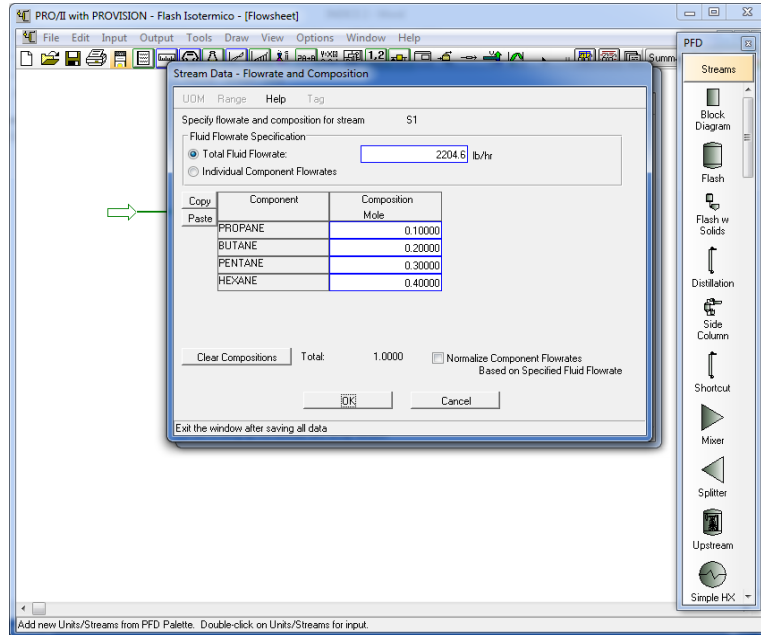 PRO/II with PROVISION - Flash Isotermico - [Flowsheet]
File Edit Input Output Tools Draw View Options Window Help
1,2
Summ
Stream Data - Flowrate and Composition
UOM Range Help Tag
Specify flowrate and composition for stream S1
Fluid Flowrate Specification
Total Fluid Flowrate: 2204.6 lb/hr
Individual Component Flowrates
Copy
Paste
Component Composition
Mole
PROPANE 0.10000
BUTANE 0.20000
PENTANE 0.30000
HEXANE 0.40000
Clear Compositions Total: 1.0000 Normalize Component Flowrates
Based on Specified Fluid Flowrate
OK Cancel
Exit the window after saving all data
PFD
Streams
Block
Diagram
Flash
Flash w
Solids
Distillation
Side
Column
Shortcut
Mixer
Splitter
Upstream
Simple HX
Add new Units/Streams from PFD Palette. Double-click on Units/Streams for input.